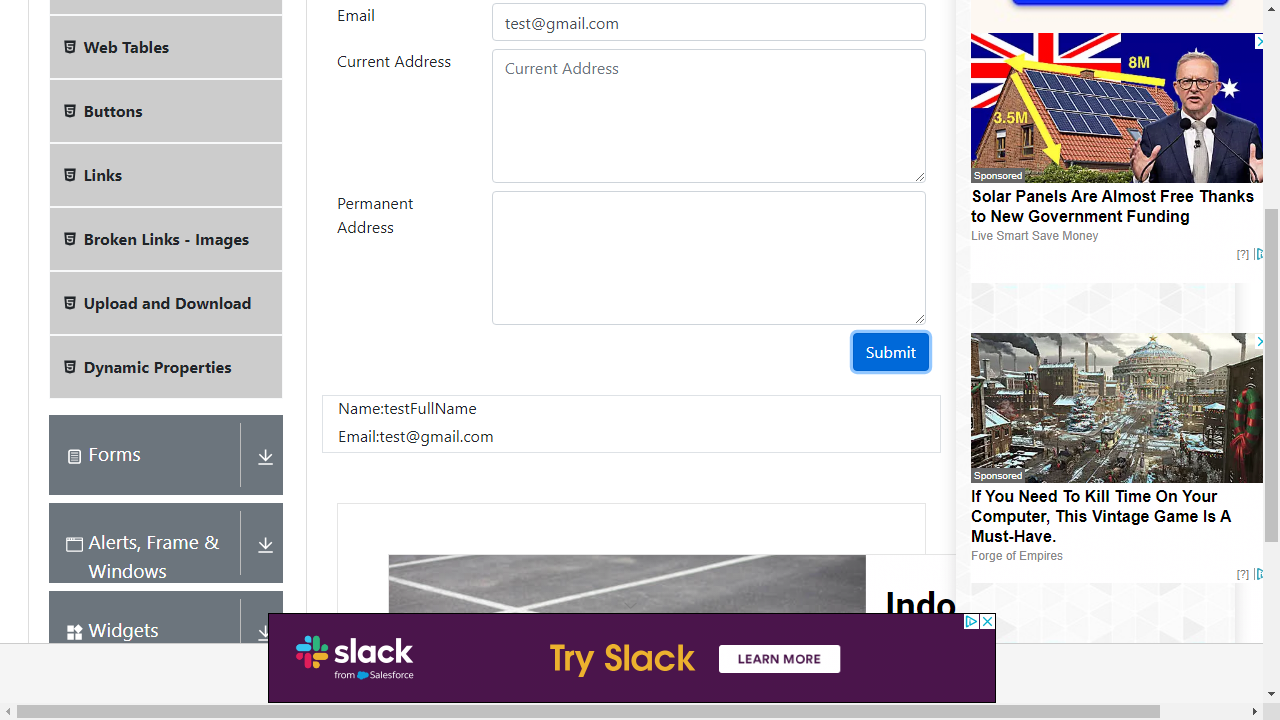 Web Tables
Buttons
Links
Broken Links - Images
Upload and Download
Dynamic Properties
Forms
Alerts, Frame &
Windows
Widgets
Email
test@gmail.com
Current Address
Current Address
Permanent
Address
Submit
Name:testFullName
Email:test@gmail.com
Indo
8M
3.5M
Sponsored
Solar Panels Are Almost Free Thanks
to New Government Funding
Live Smart Save Money
[?]
Sponsored
If You Need To Kill Time On Your
Computer, This Vintage Game Is A
Must-Have.
Forge of Empires
[?]
slack
from Salesforce
Try Slack
LEARN MORE